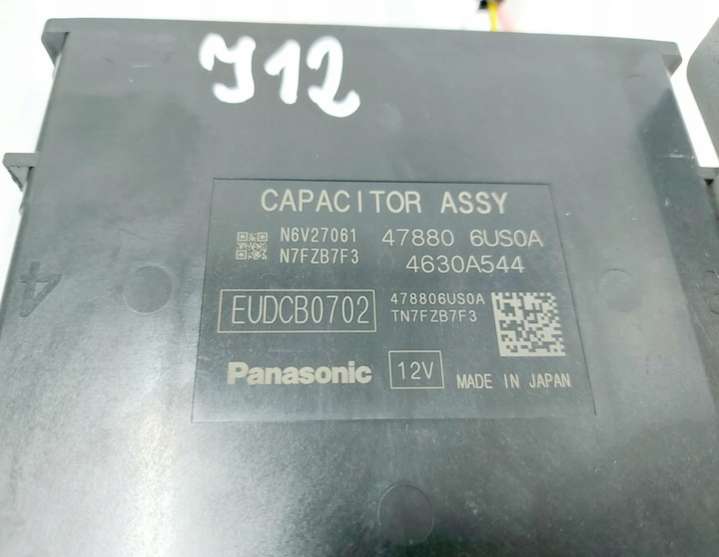 J12
CAPACITOR ASSY
N6V27061 47880 6US0A
N7FZB7F3 4630A544
EUDCB0702
478806US0A
TN7FZB7F3
Panasonic 12V MADE IN JAPAN
4